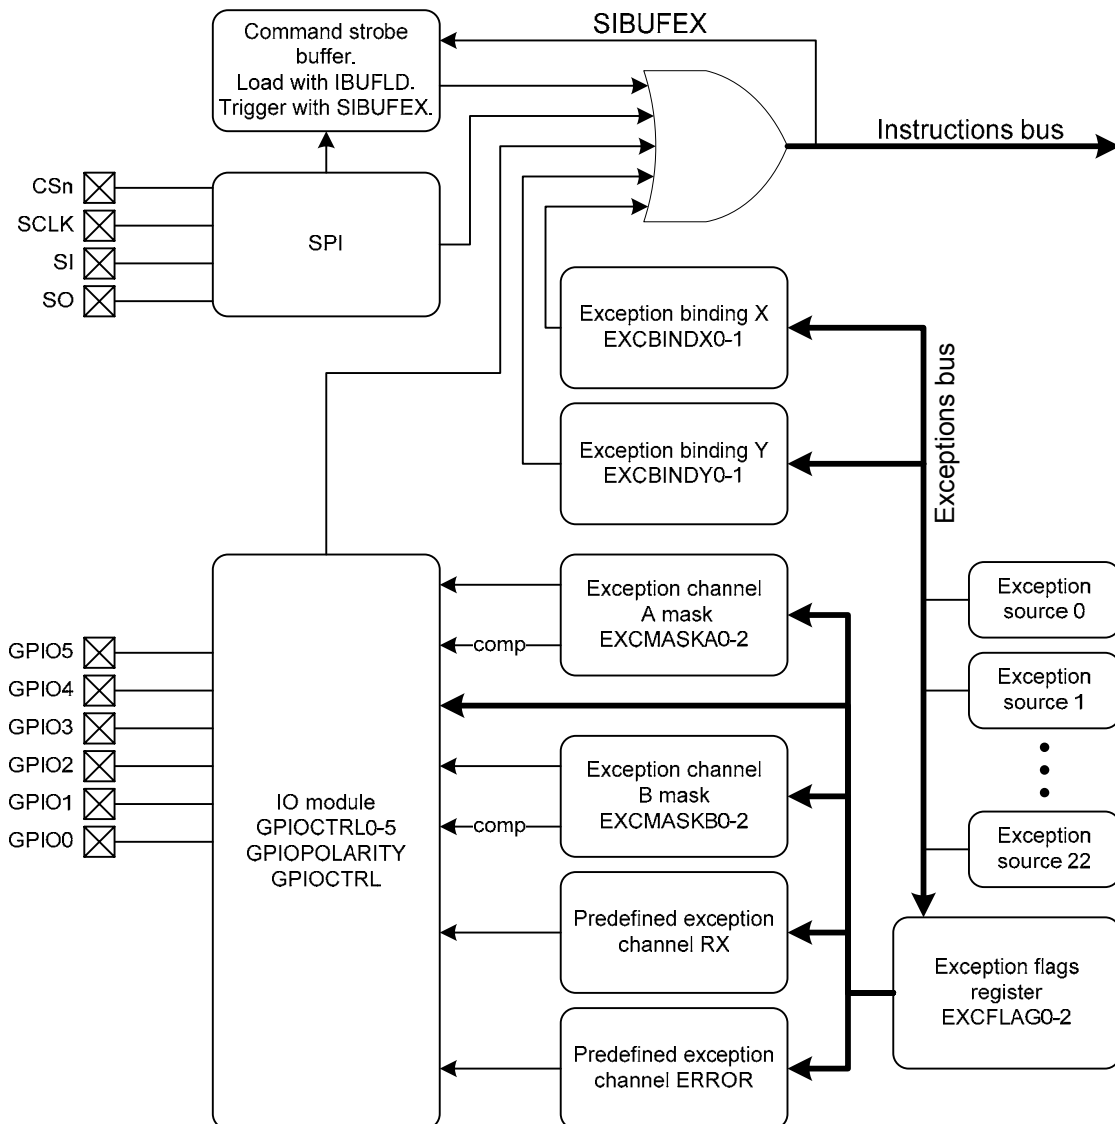 SIBUFEX
Command strobe
buffer.
Load with IBUFLD.
Trigger with SIBUFEX.
Instructions bus
CSn
SCLK
SI
SO
SPI
Exception binding X
EXCBINDX0-1
Exception binding Y
EXCBINDY0-1
Exceptions bus
Exception channel
A mask
EXCMASKA0-2
comp
Exception
source 0
Exception
source 1
GPIO5
GPIO4
GPIO3
GPIO2
GPIO1
GPIO0
IO module
GPIOCTRL0-5
GPIOPOLARITY
GPIOCTRL
Exception channel
B mask
EXCMASKB0-2
comp
Exception
source 22
Predefined exception
channel RX
Exception flags
register
EXCFLAG0-2
Predefined exception
channel ERROR